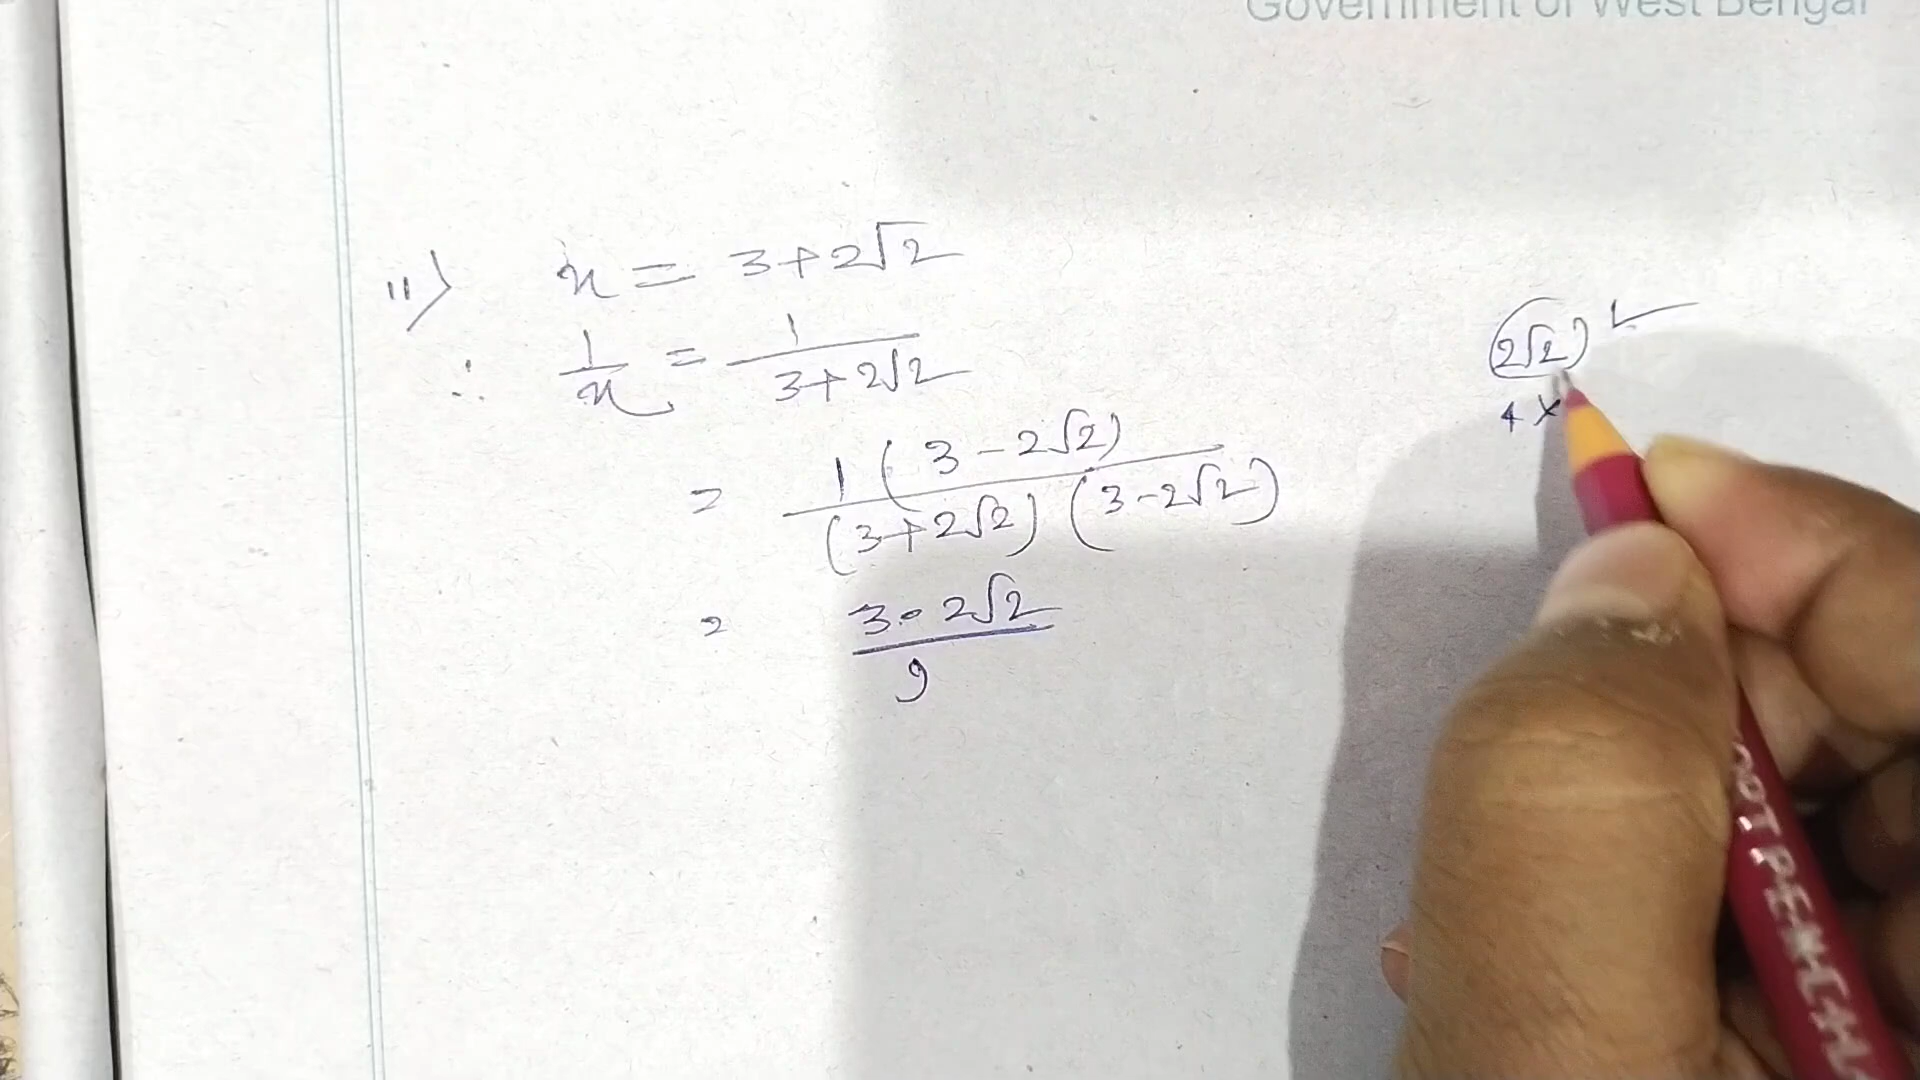 Government of West Bengal
11) x = 3+2√2
∴ 1/x = 1/(3+2√2)
= 1(3-2√2)/(3+2√2)(3-2√2)
= 3-2√2/9
(2√2)
4×